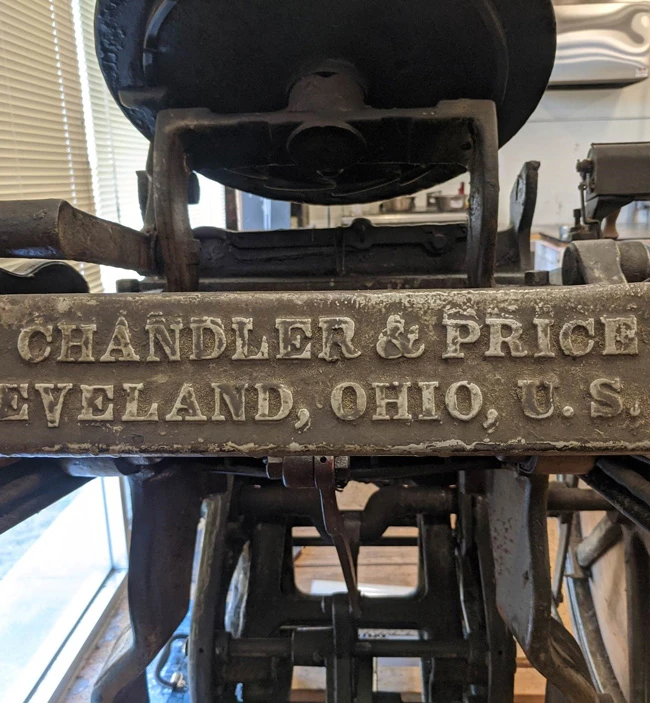 CHANDLER & PRICE
EVELAND, OHIO, U. S.